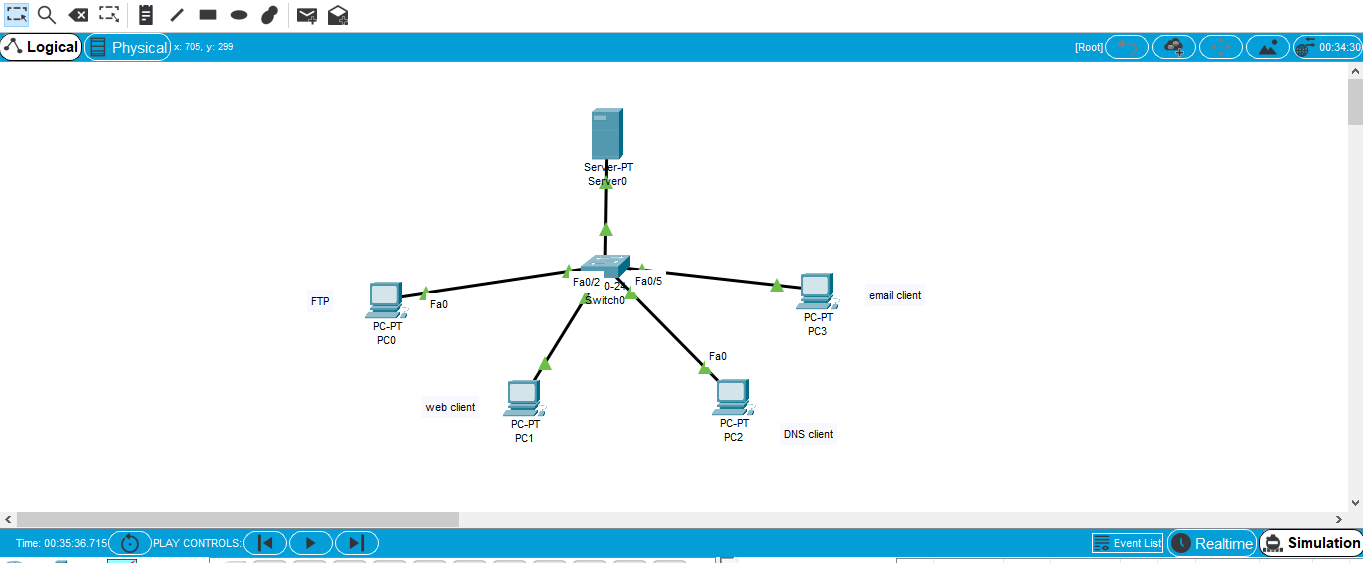 Logical
Physical x: 705, y: 299
[Root]
00:34:30
Server-PT
Server0
Fa0/2
0-24
Fa0/5
Switch0
FTP
Fa0
PC-PT
PC0
email client
PC-PT
PC3
Fa0
web client
PC-PT
PC1
PC-PT
PC2
DNS client
Time: 00:35:36.715
PLAY CONTROLS:
Event List
Realtime
Simulation